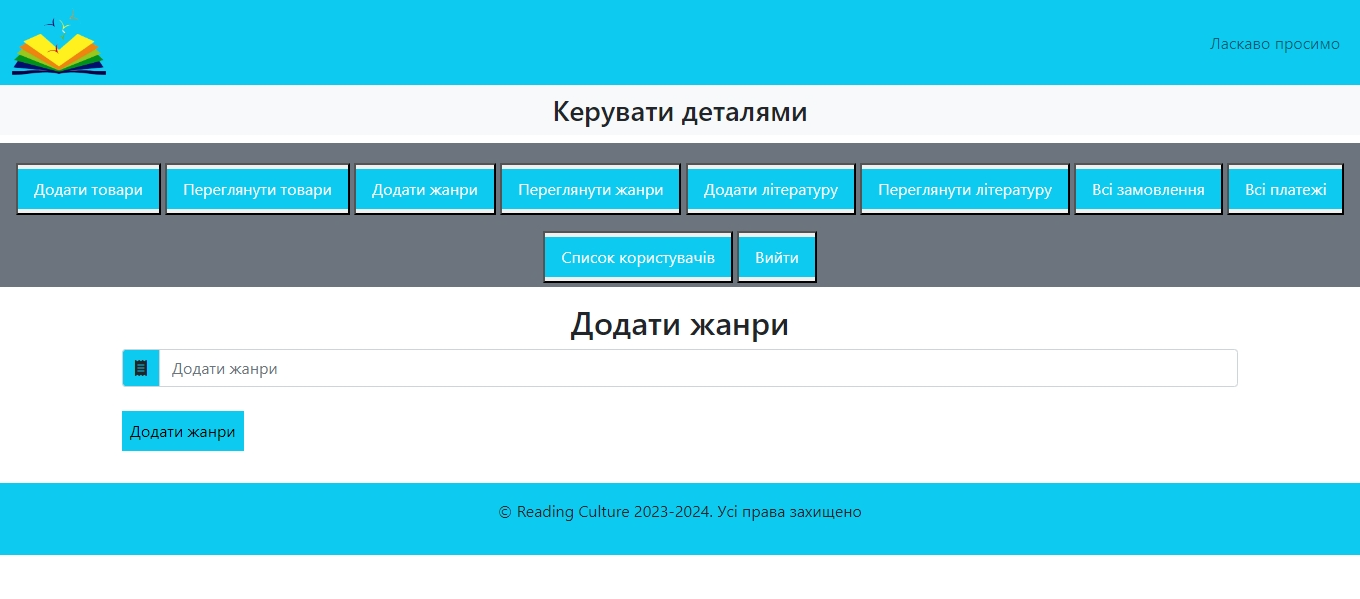 Ласкаво просимо
Керувати деталями
Додати товари Переглянути товари Додати жанри Переглянути жанри Додати літературу Переглянути літературу Всі замовлення Всі платежі
Список користувачів Вийти
Додати жанри
Додати жанри
Додати жанри
© Reading Culture 2023-2024. Усі права захищено